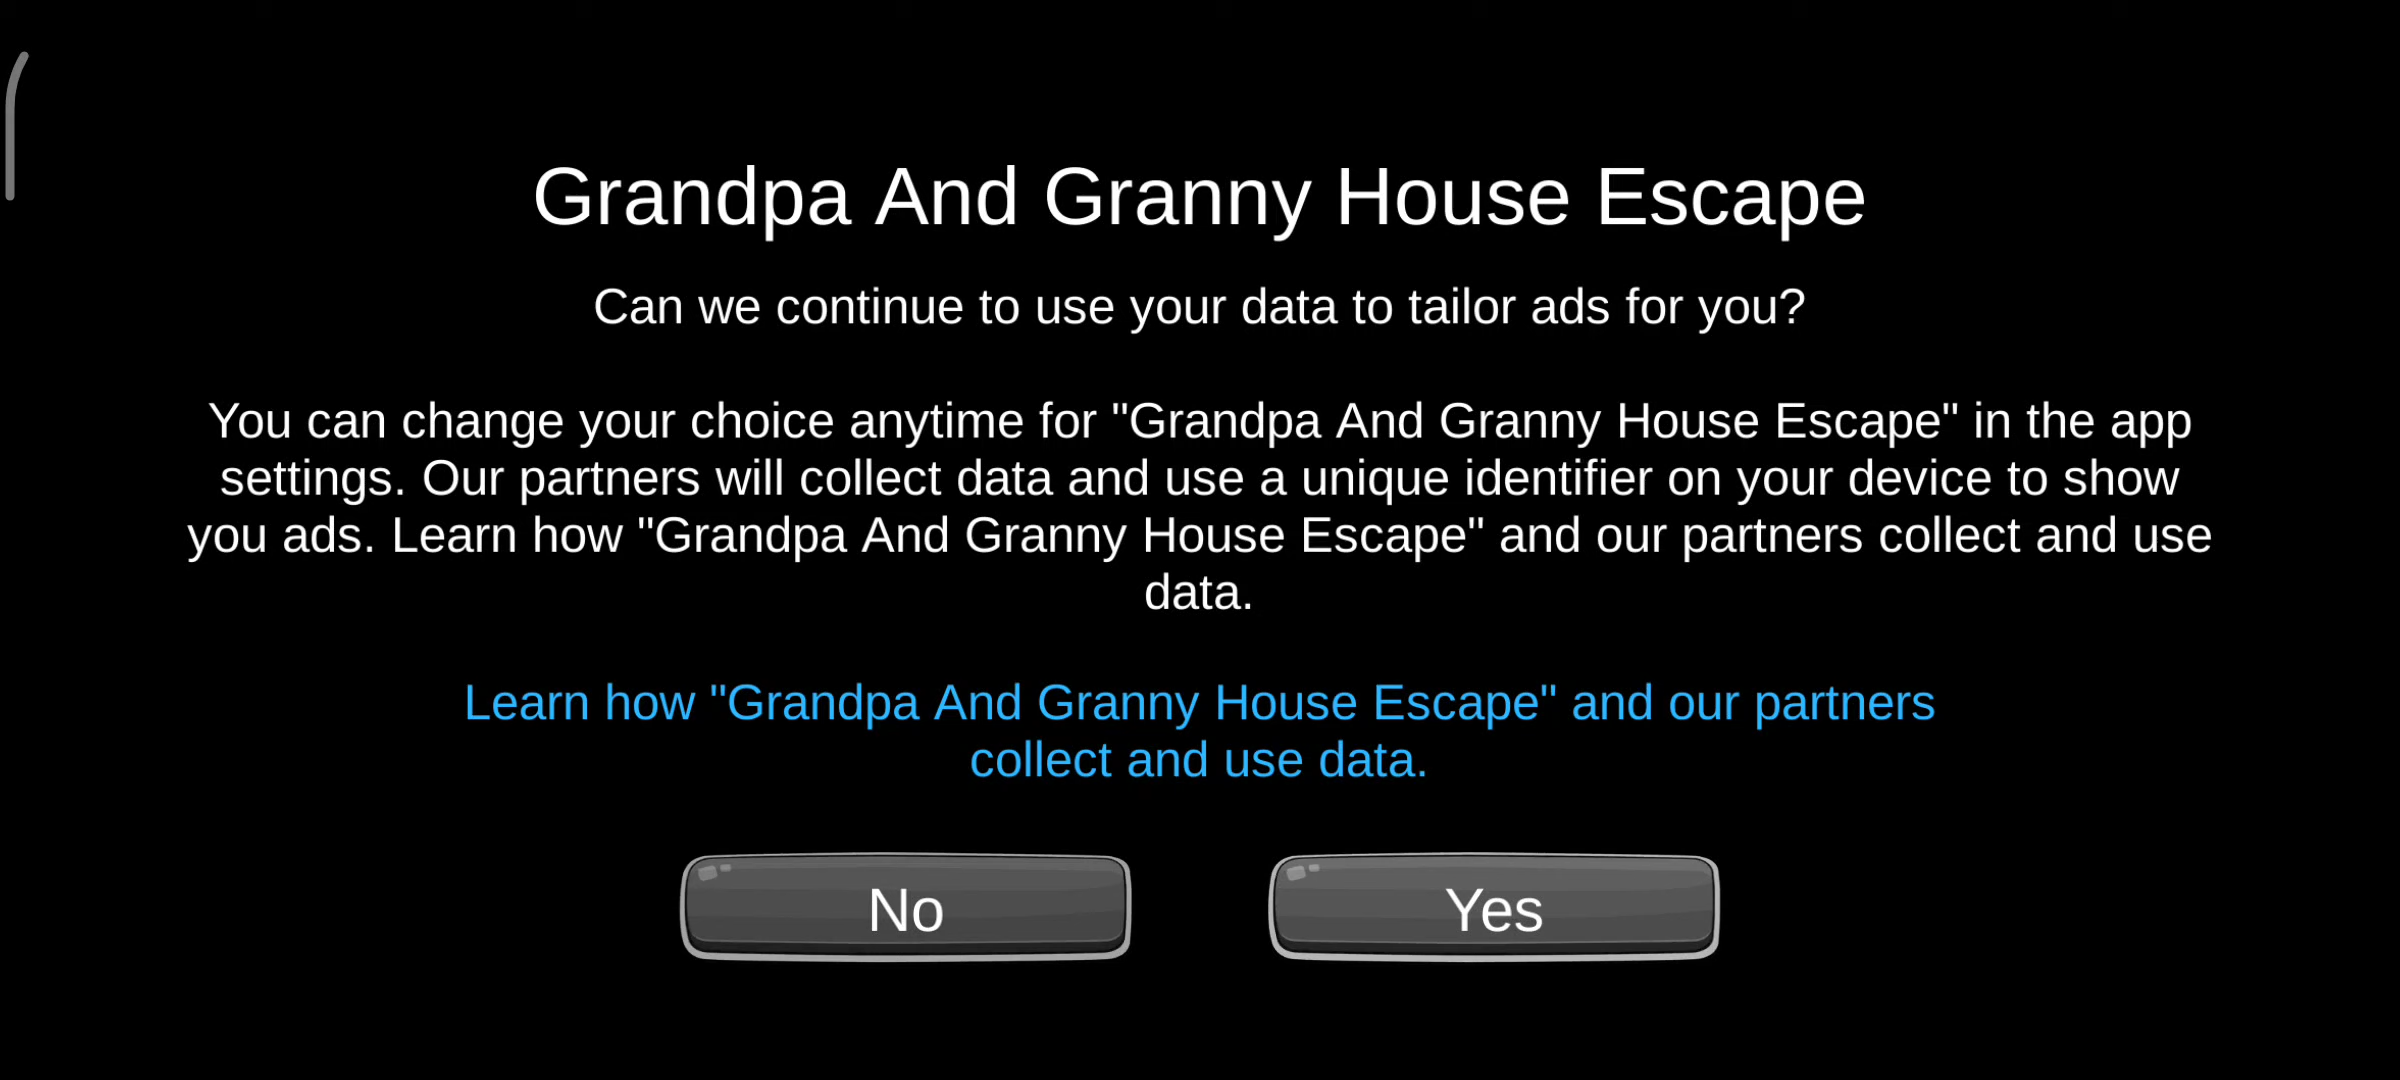 Grandpa And Granny House Escape
Can we continue to use your data to tailor ads for you?
You can change your choice anytime for "Grandpa And Granny House Escape" in the app
settings. Our partners will collect data and use a unique identifier on your device to show
you ads. Learn how "Grandpa And Granny House Escape" and our partners collect and use
data.
Learn how "Grandpa And Granny House Escape" and our partners
collect and use data.
No
Yes